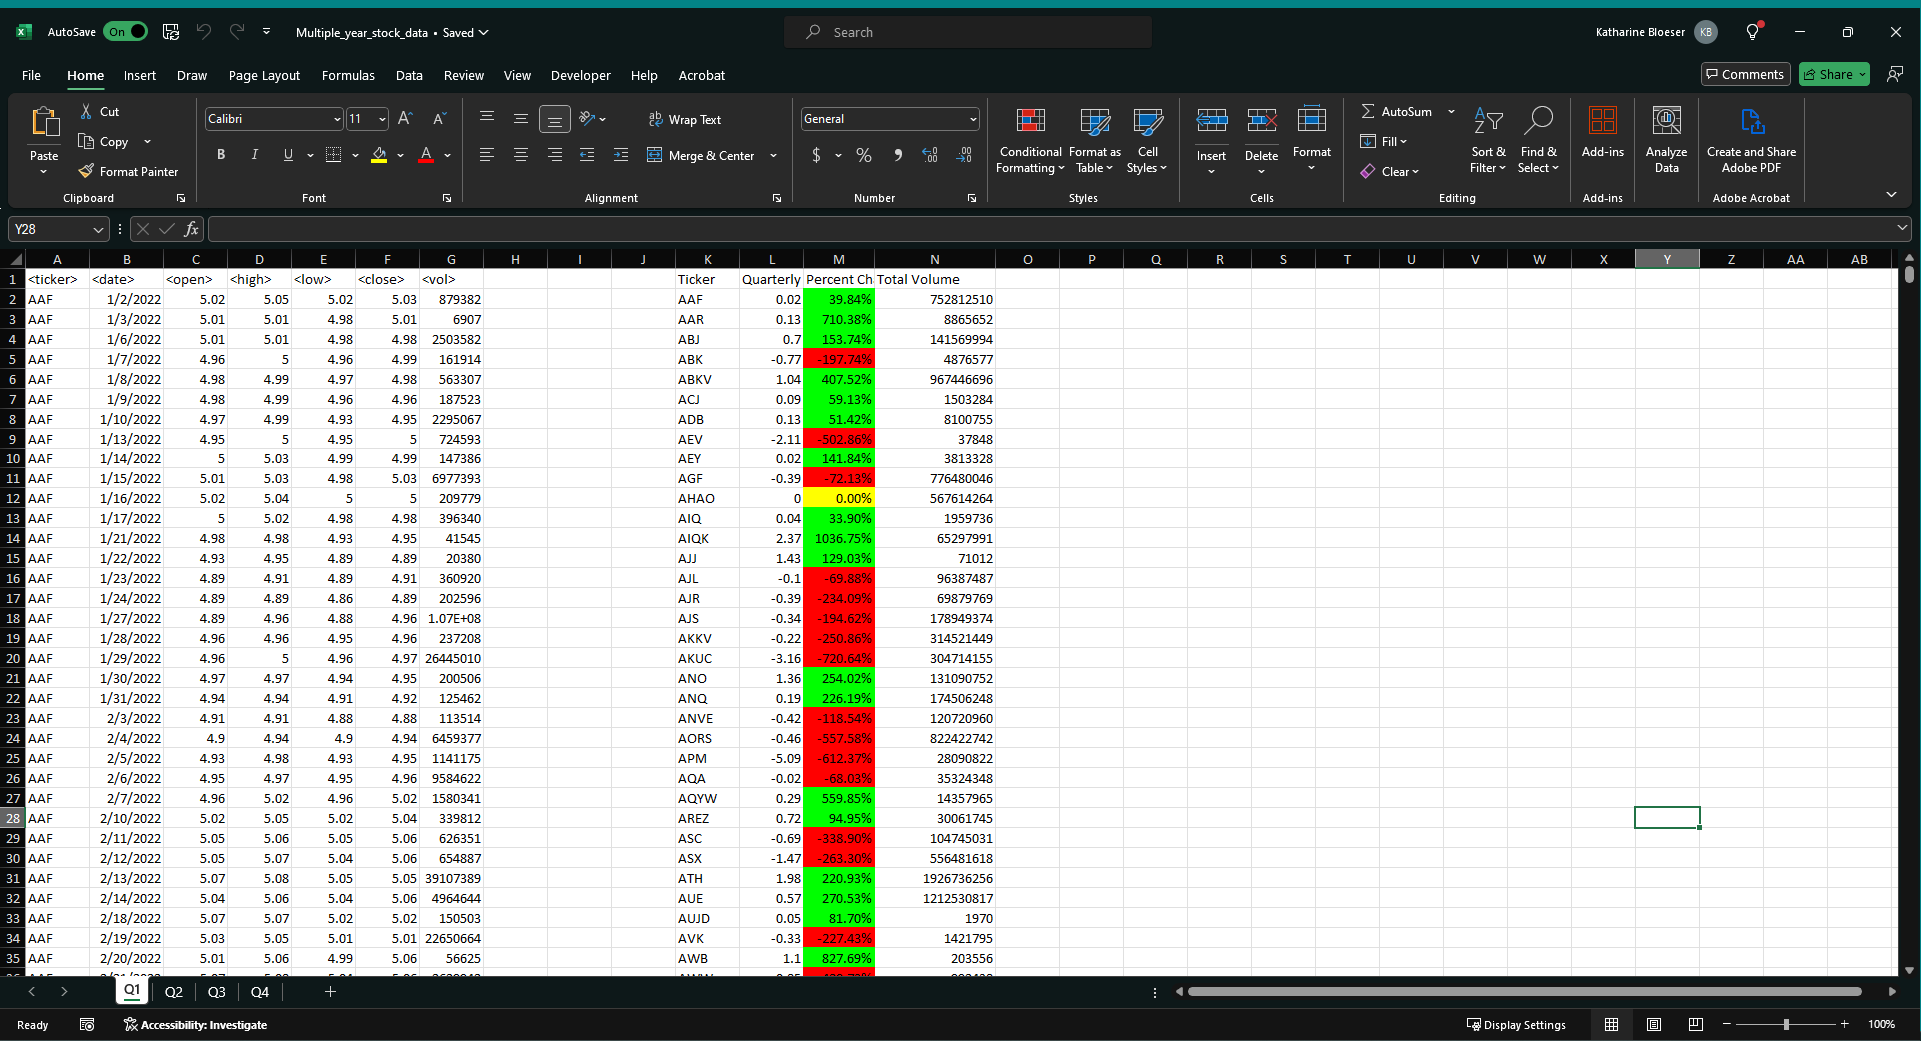 AutoSave On Multiple_year_stock_data • Saved Search Katharine Bloeser KB
File Home Insert Draw Page Layout Formulas Data Review View Developer Help Acrobat Comments Share
Paste Cut Copy Format Painter Clipboard
Calibri 11 A A B I U A Font
Wrap Text Merge & Center Alignment
General $ % Number
Conditional Formatting Format as Table Cell Styles Styles
Insert Delete Format Cells
AutoSum Fill Clear Sort & Filter Find & Select Editing
Add-ins Add-ins
Analyze Data
Create and Share Adobe PDF Adobe Acrobat
Y28 fx
A B C D E F G H I J K L M N O P Q R S T U V W X Y Z AA AB
1 <ticker> <date> <open> <high> <low> <close> <vol> Ticker Quarterly Percent Ch Total Volume
2 AAF 1/2/2022 5.02 5.05 5.02 5.03 879382 AAF 0.02 39.84% 752812510
3 AAF 1/3/2022 5.01 5.01 4.98 5.01 6907 AAR 0.13 710.38% 8865652
4 AAF 1/6/2022 5.01 5.01 4.98 4.98 2503582 ABJ 0.7 153.74% 141569994
5 AAF 1/7/2022 4.96 5 4.96 4.99 161914 ABK -0.77 -197.74% 4876577
6 AAF 1/8/2022 4.98 4.99 4.97 4.98 563307 ABKV 1.04 407.52% 967446696
7 AAF 1/9/2022 4.98 4.99 4.96 4.96 187523 ACJ 0.09 59.13% 1503284
8 AAF 1/10/2022 4.97 4.99 4.93 4.95 2295067 ADB 0.13 51.42% 8100755
9 AAF 1/13/2022 4.95 5 4.95 5 724593 AEV -2.11 -502.86% 37848
10 AAF 1/14/2022 5 5.03 4.99 4.99 147386 AEY 0.02 141.84% 3813328
11 AAF 1/15/2022 5.01 5.03 4.98 5.03 6977393 AGF -0.39 -72.13% 776480046
12 AAF 1/16/2022 5.02 5.04 5 5 209779 AHAO 0 0.00% 567614264
13 AAF 1/17/2022 5 5.02 4.98 4.98 396340 AIQ 0.04 33.90% 1959736
14 AAF 1/21/2022 4.98 4.98 4.93 4.95 41545 AIQK 2.37 1036.75% 65297991
15 AAF 1/22/2022 4.93 4.95 4.89 4.89 20380 AJJ 1.43 129.03% 71012
16 AAF 1/23/2022 4.89 4.91 4.89 4.91 360920 AJL -0.1 -69.88% 96387487
17 AAF 1/24/2022 4.89 4.89 4.86 4.89 202596 AJR -0.39 -234.09% 69879769
18 AAF 1/27/2022 4.89 4.96 4.88 4.96 1.07E+08 AJS -0.34 -194.62% 178949374
19 AAF 1/28/2022 4.96 4.96 4.95 4.96 237208 AKKV -0.22 -250.86% 314521449
20 AAF 1/29/2022 4.96 5 4.96 4.97 26445010 AKUC -3.16 -720.64% 304714155
21 AAF 1/30/2022 4.97 4.97 4.94 4.95 200506 ANO 1.36 254.02% 131090752
22 AAF 1/31/2022 4.94 4.94 4.91 4.92 125462 ANQ 0.19 226.19% 174506248
23 AAF 2/3/2022 4.91 4.91 4.88 4.88 113514 ANVE -0.42 -118.54% 120720960
24 AAF 2/4/2022 4.9 4.94 4.9 4.94 6459377 AORS -0.46 -557.58% 822422742
25 AAF 2/5/2022 4.93 4.98 4.93 4.95 1141175 APM -5.09 -612.37% 28090822
26 AAF 2/6/2022 4.95 4.97 4.95 4.96 9584622 AQA -0.02 -68.03% 35324348
27 AAF 2/7/2022 4.96 5.02 4.96 5.02 1580341 AQYW 0.29 559.85% 14357965
28 AAF 2/10/2022 5.02 5.05 5.02 5.04 339812 AREZ 0.72 94.95% 30061745
29 AAF 2/11/2022 5.05 5.06 5.05 5.06 626351 ASC -0.69 -338.90% 104745031
30 AAF 2/12/2022 5.05 5.07 5.04 5.06 654887 ASX -1.47 -263.30% 556481618
31 AAF 2/13/2022 5.07 5.08 5.05 5.05 39107389 ATH 1.98 220.93% 1926736256
32 AAF 2/14/2022 5.04 5.06 5.04 5.06 4964644 AUE 0.57 270.53% 1212530817
33 AAF 2/18/2022 5.07 5.07 5.02 5.02 150503 AUJD 0.05 81.70% 1970
34 AAF 2/19/2022 5.03 5.05 5.01 5.01 22650664 AVK -0.33 -227.43% 1421795
35 AAF 2/20/2022 5.01 5.06 4.99 5.06 56625 AWB 1.1 827.69% 203556
Q1 Q2 Q3 Q4
Ready Accessibility: Investigate Display Settings 100%